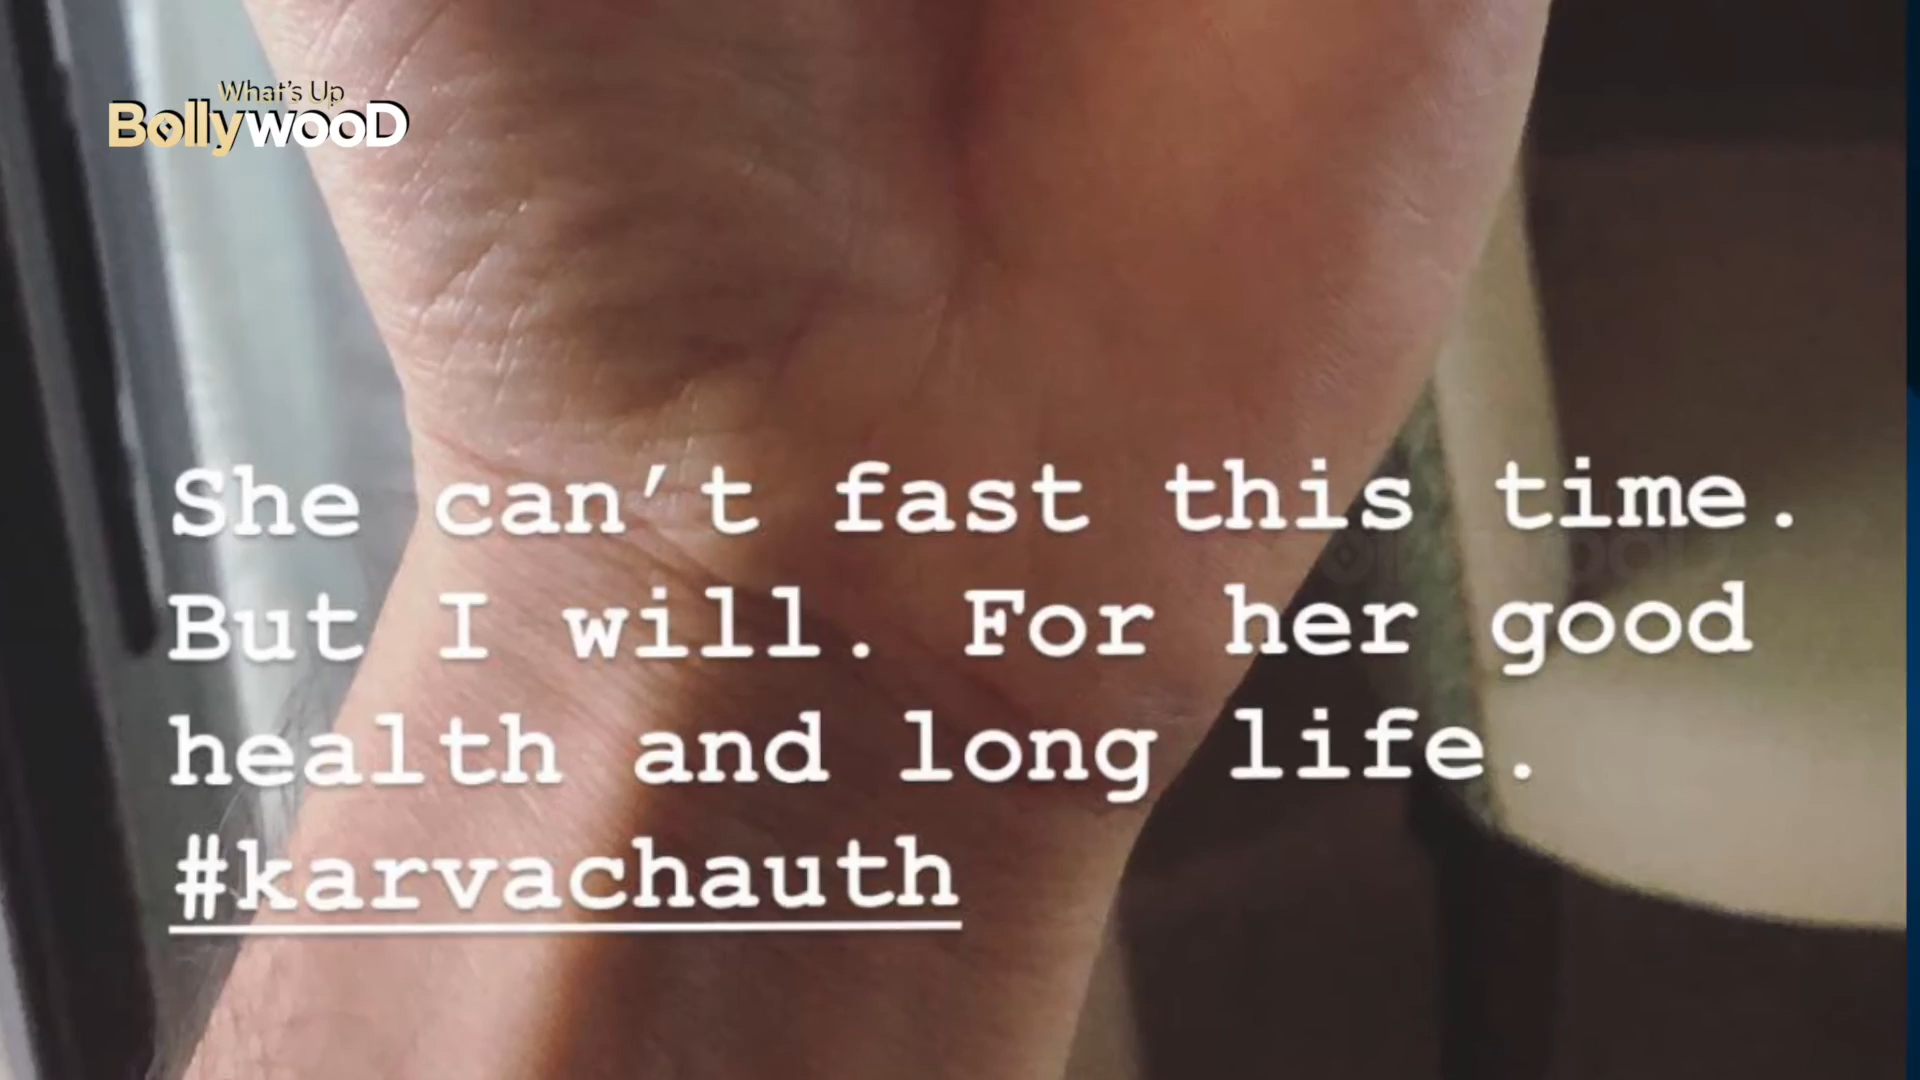 What's Up
BollywooD
She can't fast this time.
But I will. For her good
health and long life.
#karvachauth